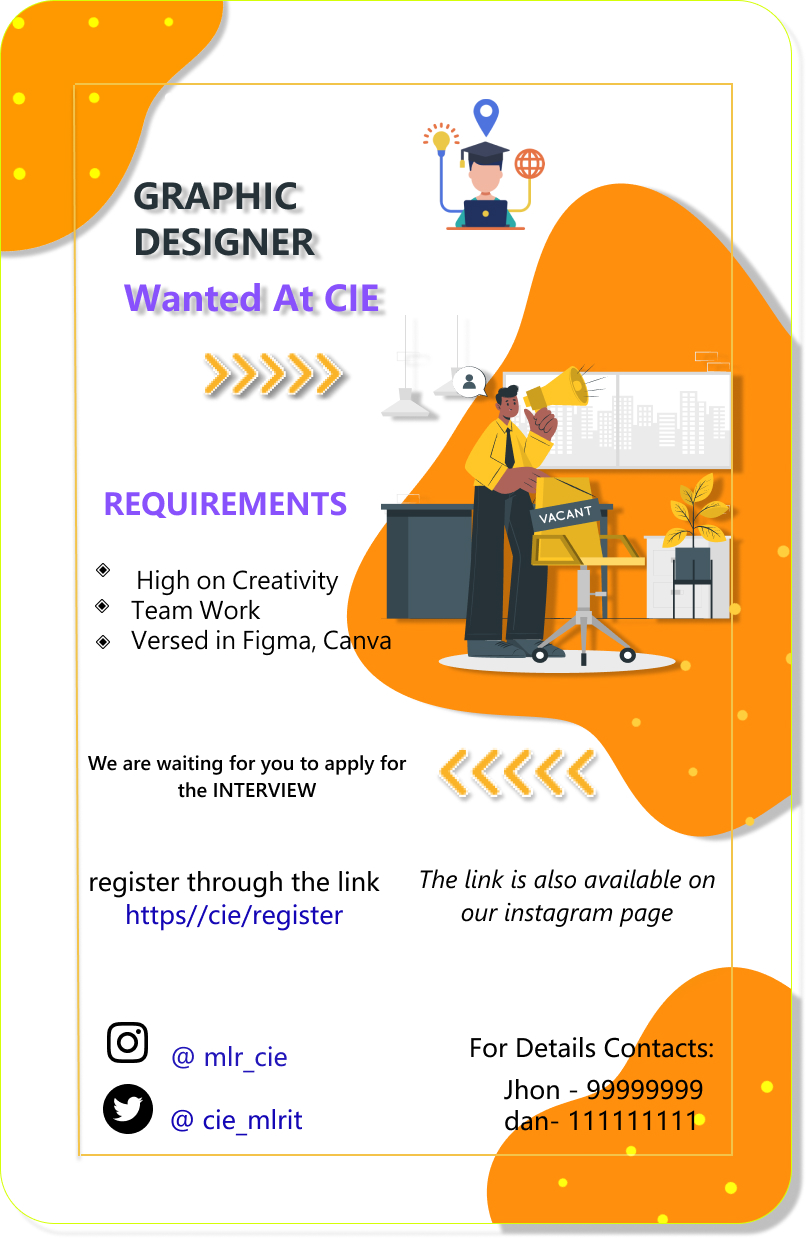 GRAPHIC
DESIGNER
Wanted At CIE
VACANT
REQUIREMENTS
High on Creativity
Team Work
Versed in Figma, Canva
We are waiting for you to apply for
the INTERVIEW
register through the link
https//cie/register
The link is also available on
our instagram page
@ mlr_cie
@ cie_mlrit
For Details Contacts:
Jhon - 99999999
dan- 111111111